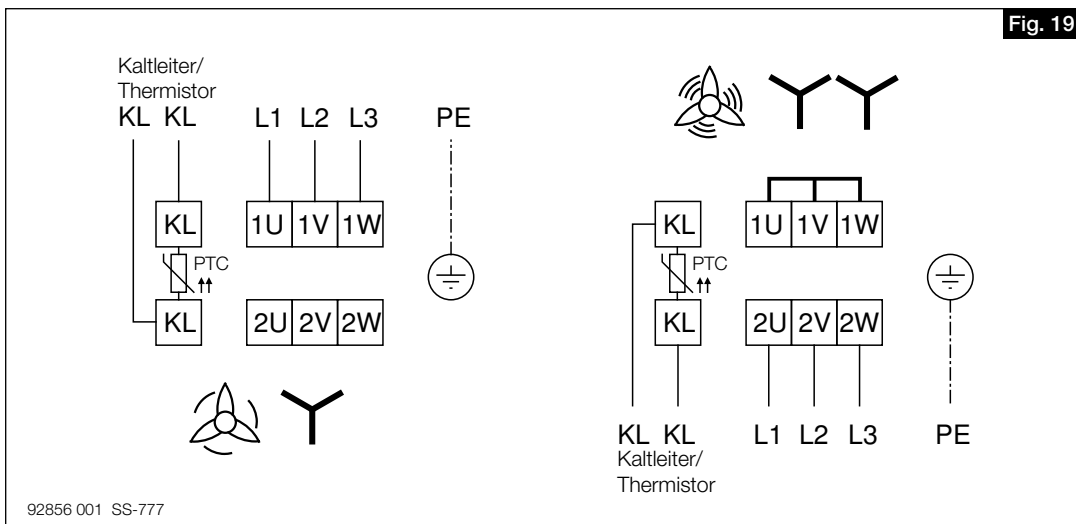 Fig. 19
Kaltleiter/
Thermistor
KL KL L1 L2 L3 PE
KL 1U 1V 1W
PTC
KL 2U 2V 2W
KL 1U 1V 1W
PTC
KL 2U 2V 2W
KL KL L1 L2 L3 PE
Kaltleiter/
Thermistor
92856 001 SS-777